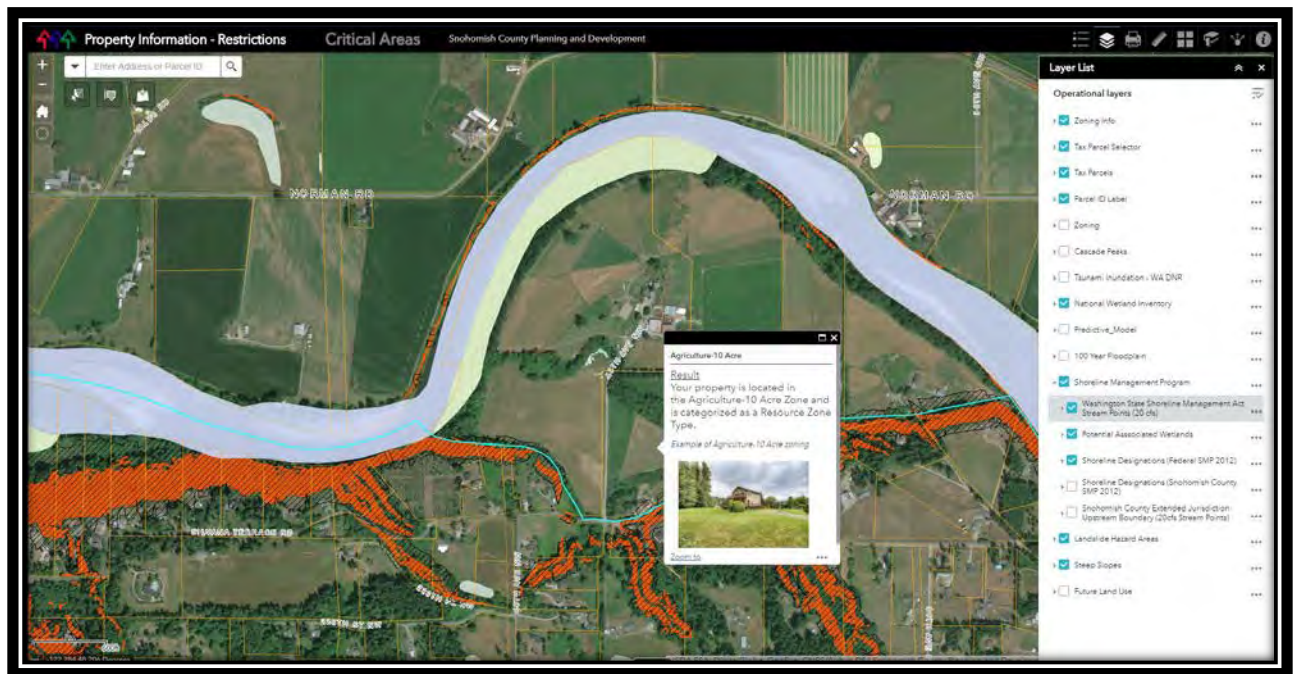 Property Information - Restrictions
Critical Areas
Snohomish County Planning and Development
Enter Address or Parcel ID
NORMAN RD
NORMAN RD
SHAWNA TERRACE RD
Agriculture-10 Acre
Result
Your property is located in
the Agriculture-10 Acre Zone and
is categorized as a Resource Zone
Type.
Example of Agriculture-10 Acre zoning
Zoom to
Layer List
Operational layers
Zoning Info
Tax Parcel Selector
Tax Parcels
Parcel ID Label
Zoning
Cascade Peaks
Tsunami Inundation - WA DNR
National Wetland Inventory
Predictive_Model
100 Year Floodplain
Shoreline Management Program
Washington State Shoreline Management Act
Stream Points (20 cfs)
Potential Associated Wetlands
Shoreline Designations (Federal SMP 2012)
Shoreline Designations (Snohomish County
SMP 2012)
Snohomish County Extended Jurisdiction
Upstream Boundary (20cfs Stream Points)
Landslide Hazard Areas
Steep Slopes
Future Land Use